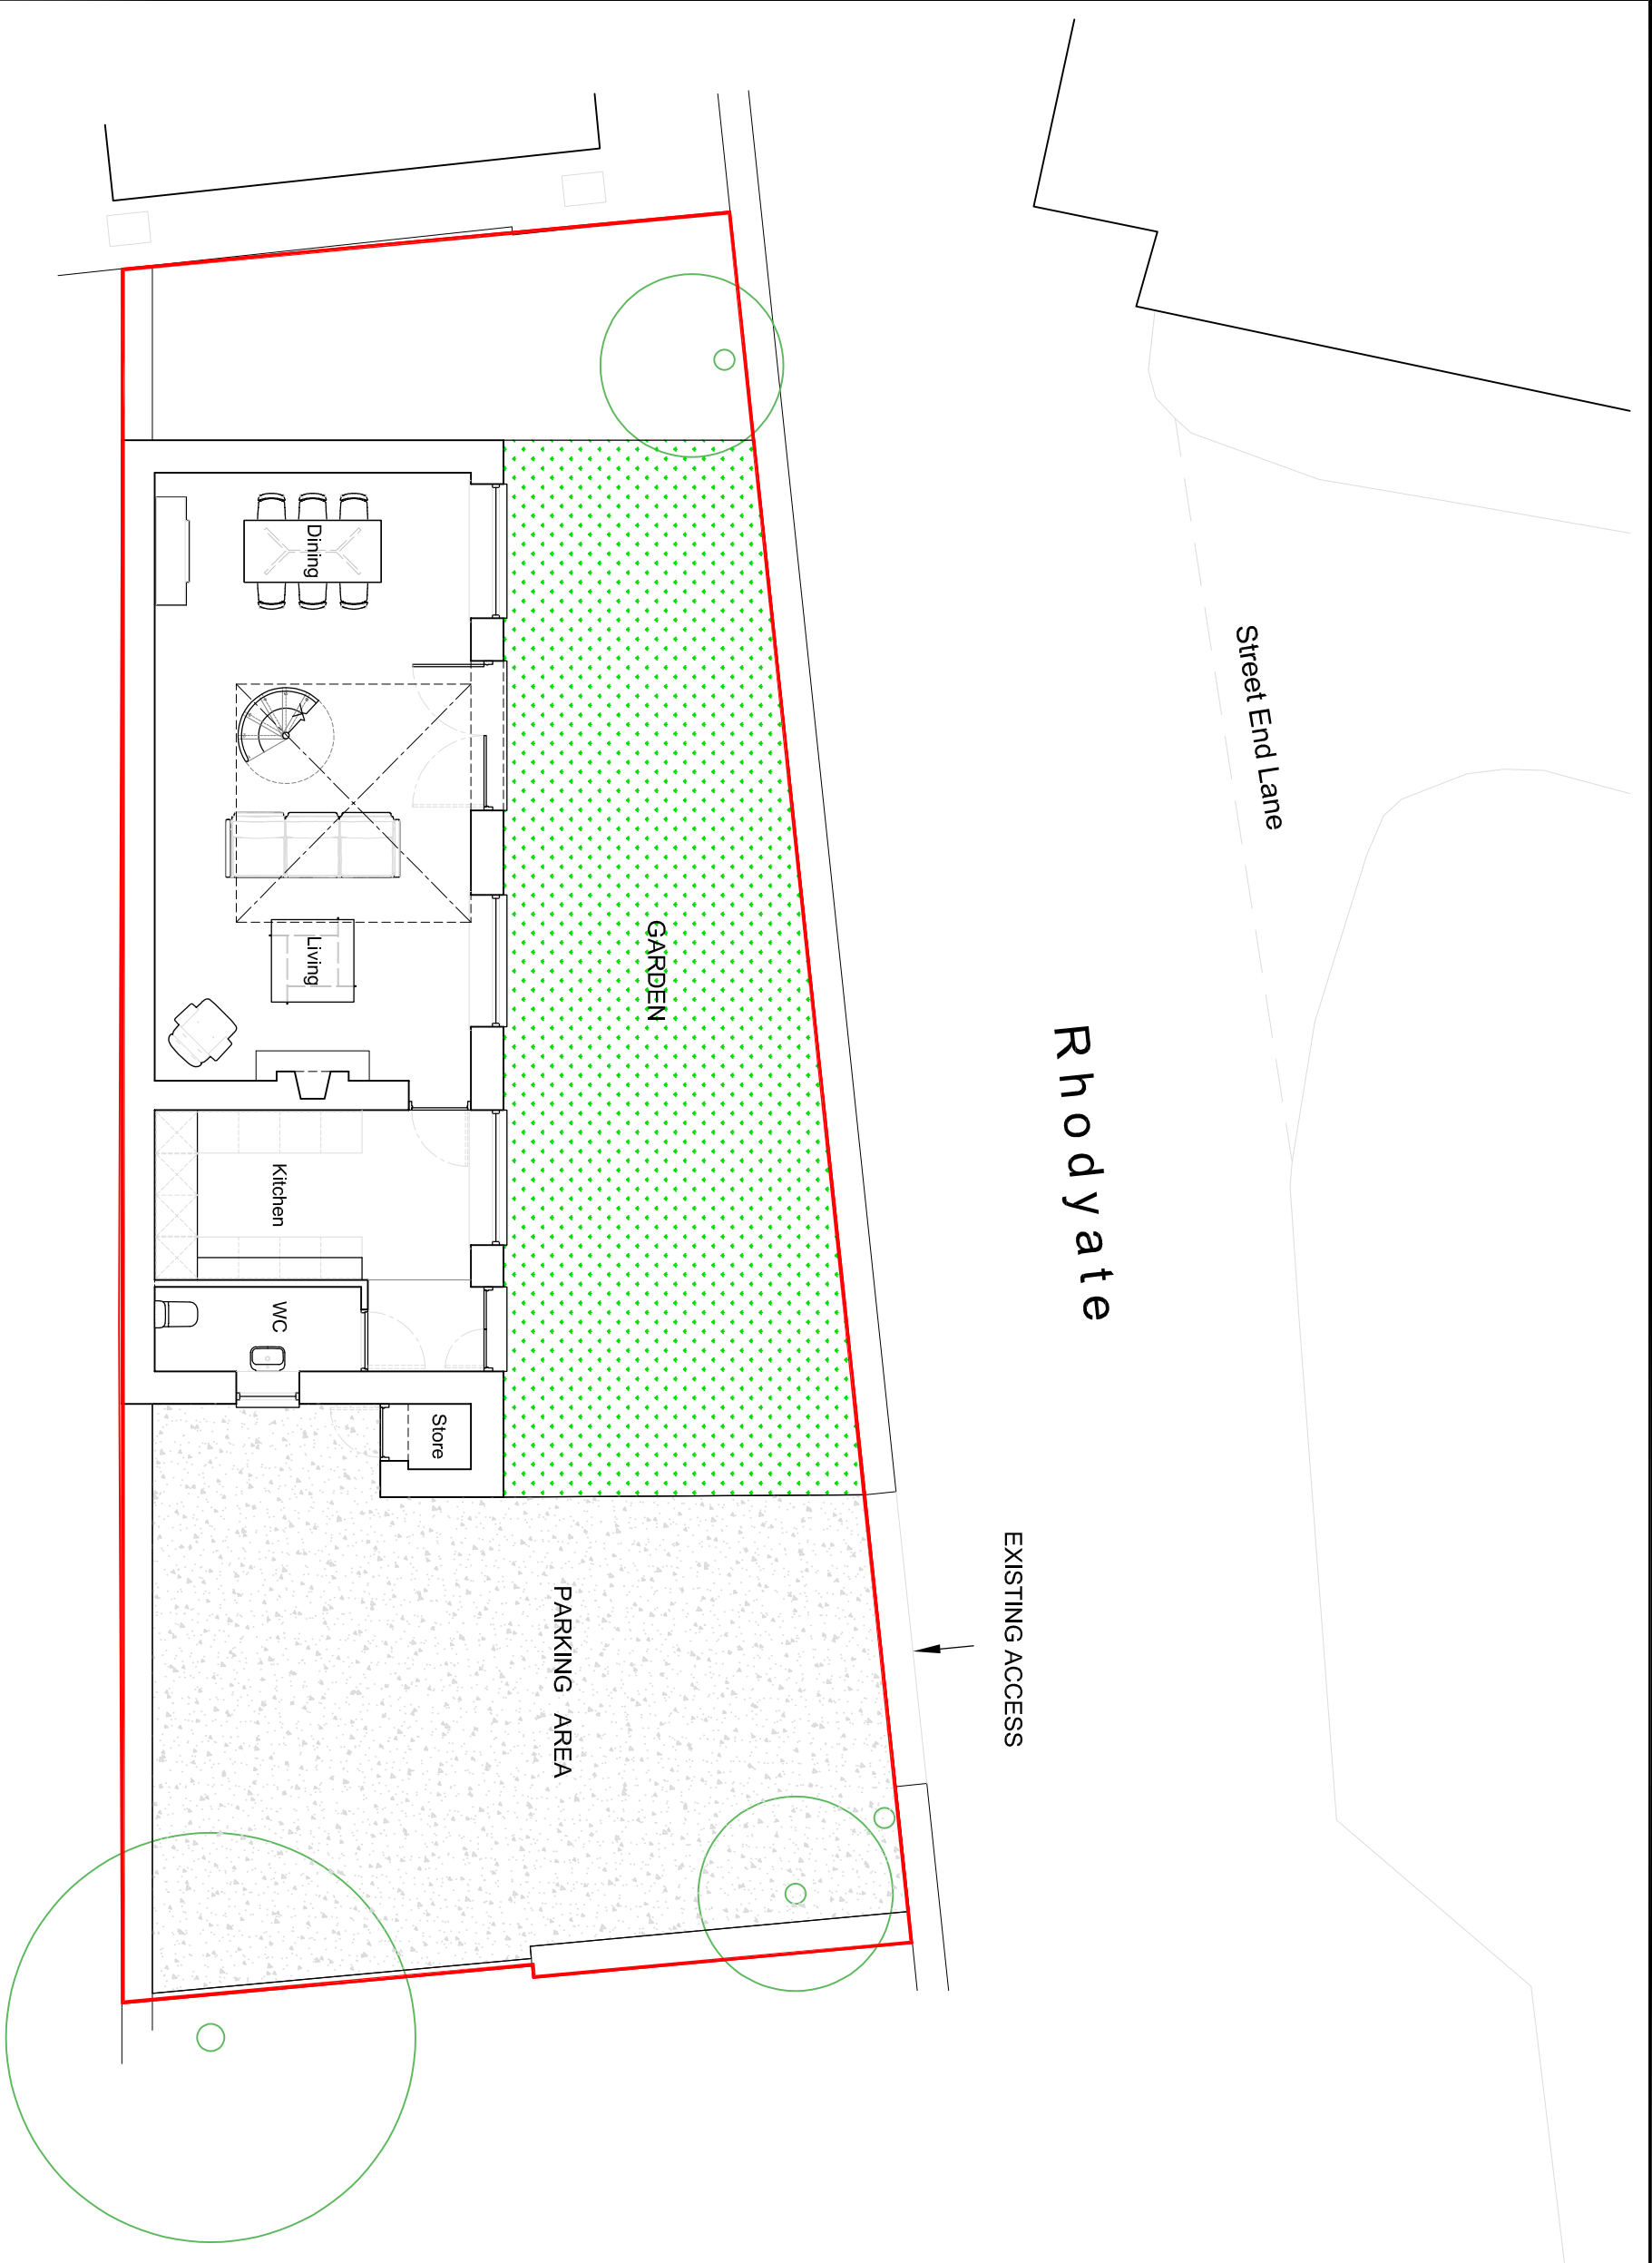 Street End Lane
Rhodyate
EXISTING ACCESS
GARDEN
PARKING AREA
Store
Dining
Living
Kitchen
WC